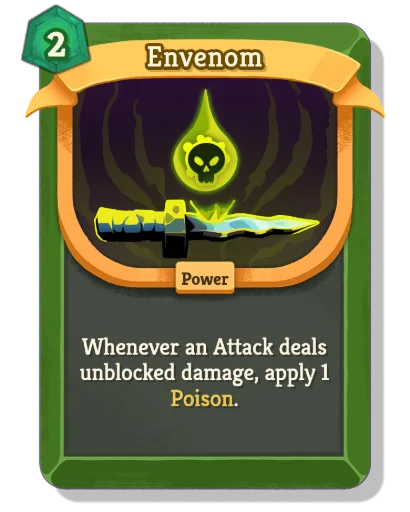 2
Envenom
Power
Whenever an Attack deals
unblocked damage, apply 1
Poison.